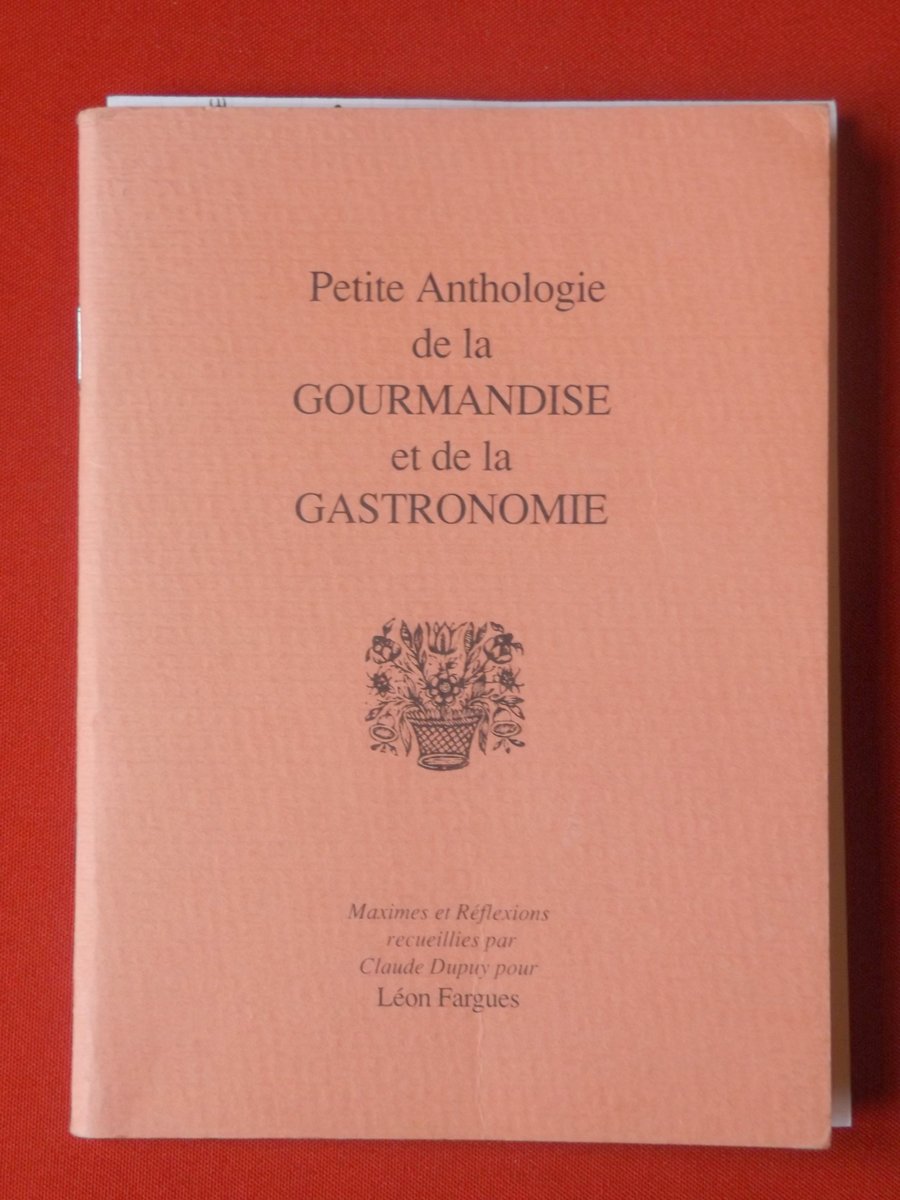 Petite Anthologie
de la
GOURMANDISE
et de la
GASTRONOMIE
Maximes et Réflexions
recueillies par
Claude Dupuy pour
Léon Fargues